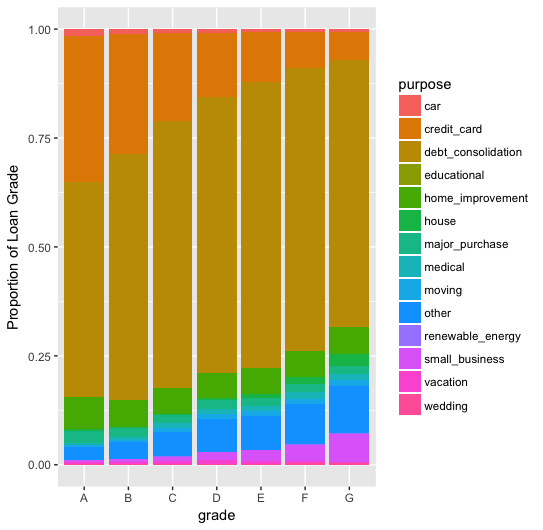 1.00
0.75
0.50
0.25
0.00
Proportion of Loan Grade
A B C D E F G
grade
purpose
car
credit_card
debt_consolidation
educational
home_improvement
house
major_purchase
medical
moving
other
renewable_energy
small_business
vacation
wedding